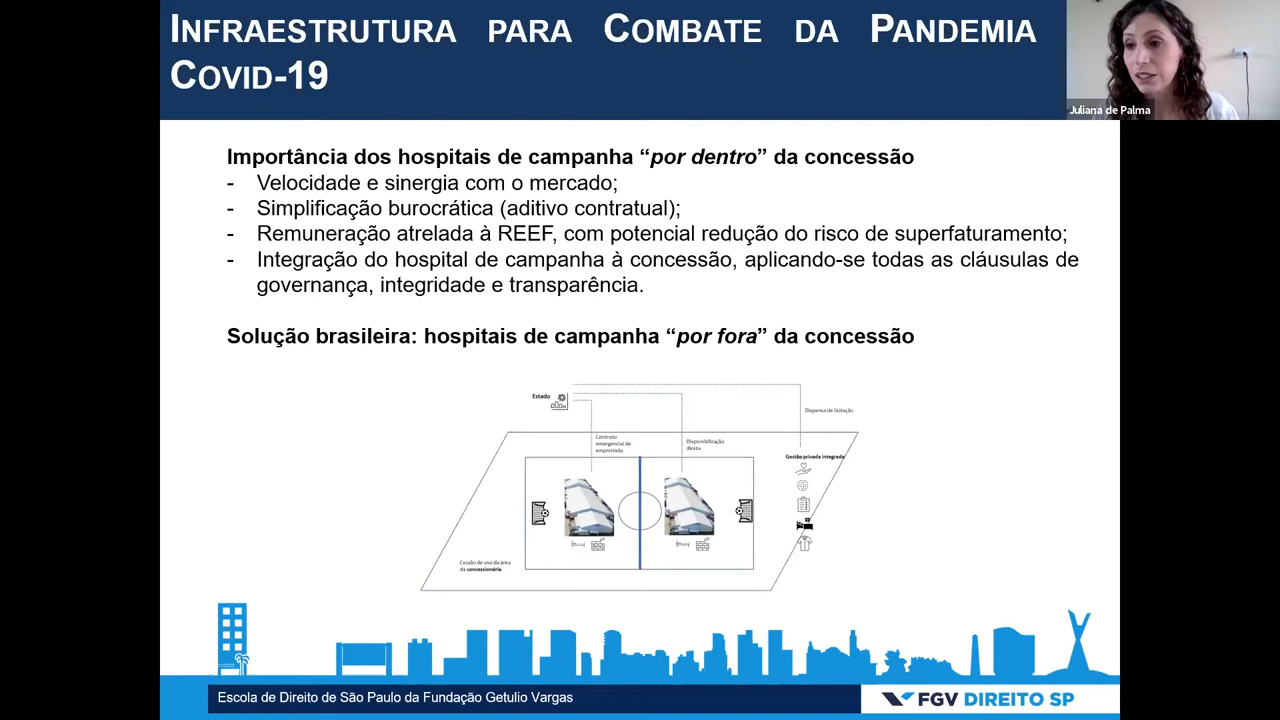 INFRAESTRUTURA PARA COMBATE DA PANDEMIA
COVID-19
Juliana de Palma
Importância dos hospitais de campanha “por dentro” da concessão
- Velocidade e sinergia com o mercado;
- Simplificação burocrática (aditivo contratual);
- Remuneração atrelada à REEF, com potencial redução do risco de superfaturamento;
- Integração do hospital de campanha à concessão, aplicando-se todas as cláusulas de
governança, integridade e transparência.
Solução brasileira: hospitais de campanha “por fora” da concessão
Estado
Dispensa de licitação
Contrato
emergencial de
empreitada
Disponibilização
direta
Gestão privada integrada
Cessão de uso da área
da concessionária
Escola de Direito de São Paulo da Fundação Getulio Vargas
FGV DIREITO SP